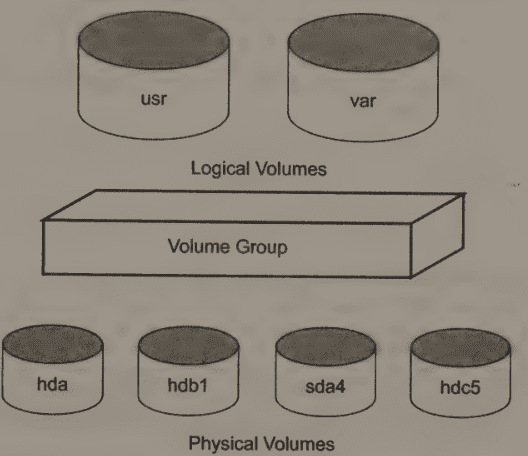 usr var
Logical Volumes
Volume Group
hda hdb1 sda4 hdc5
Physical Volumes